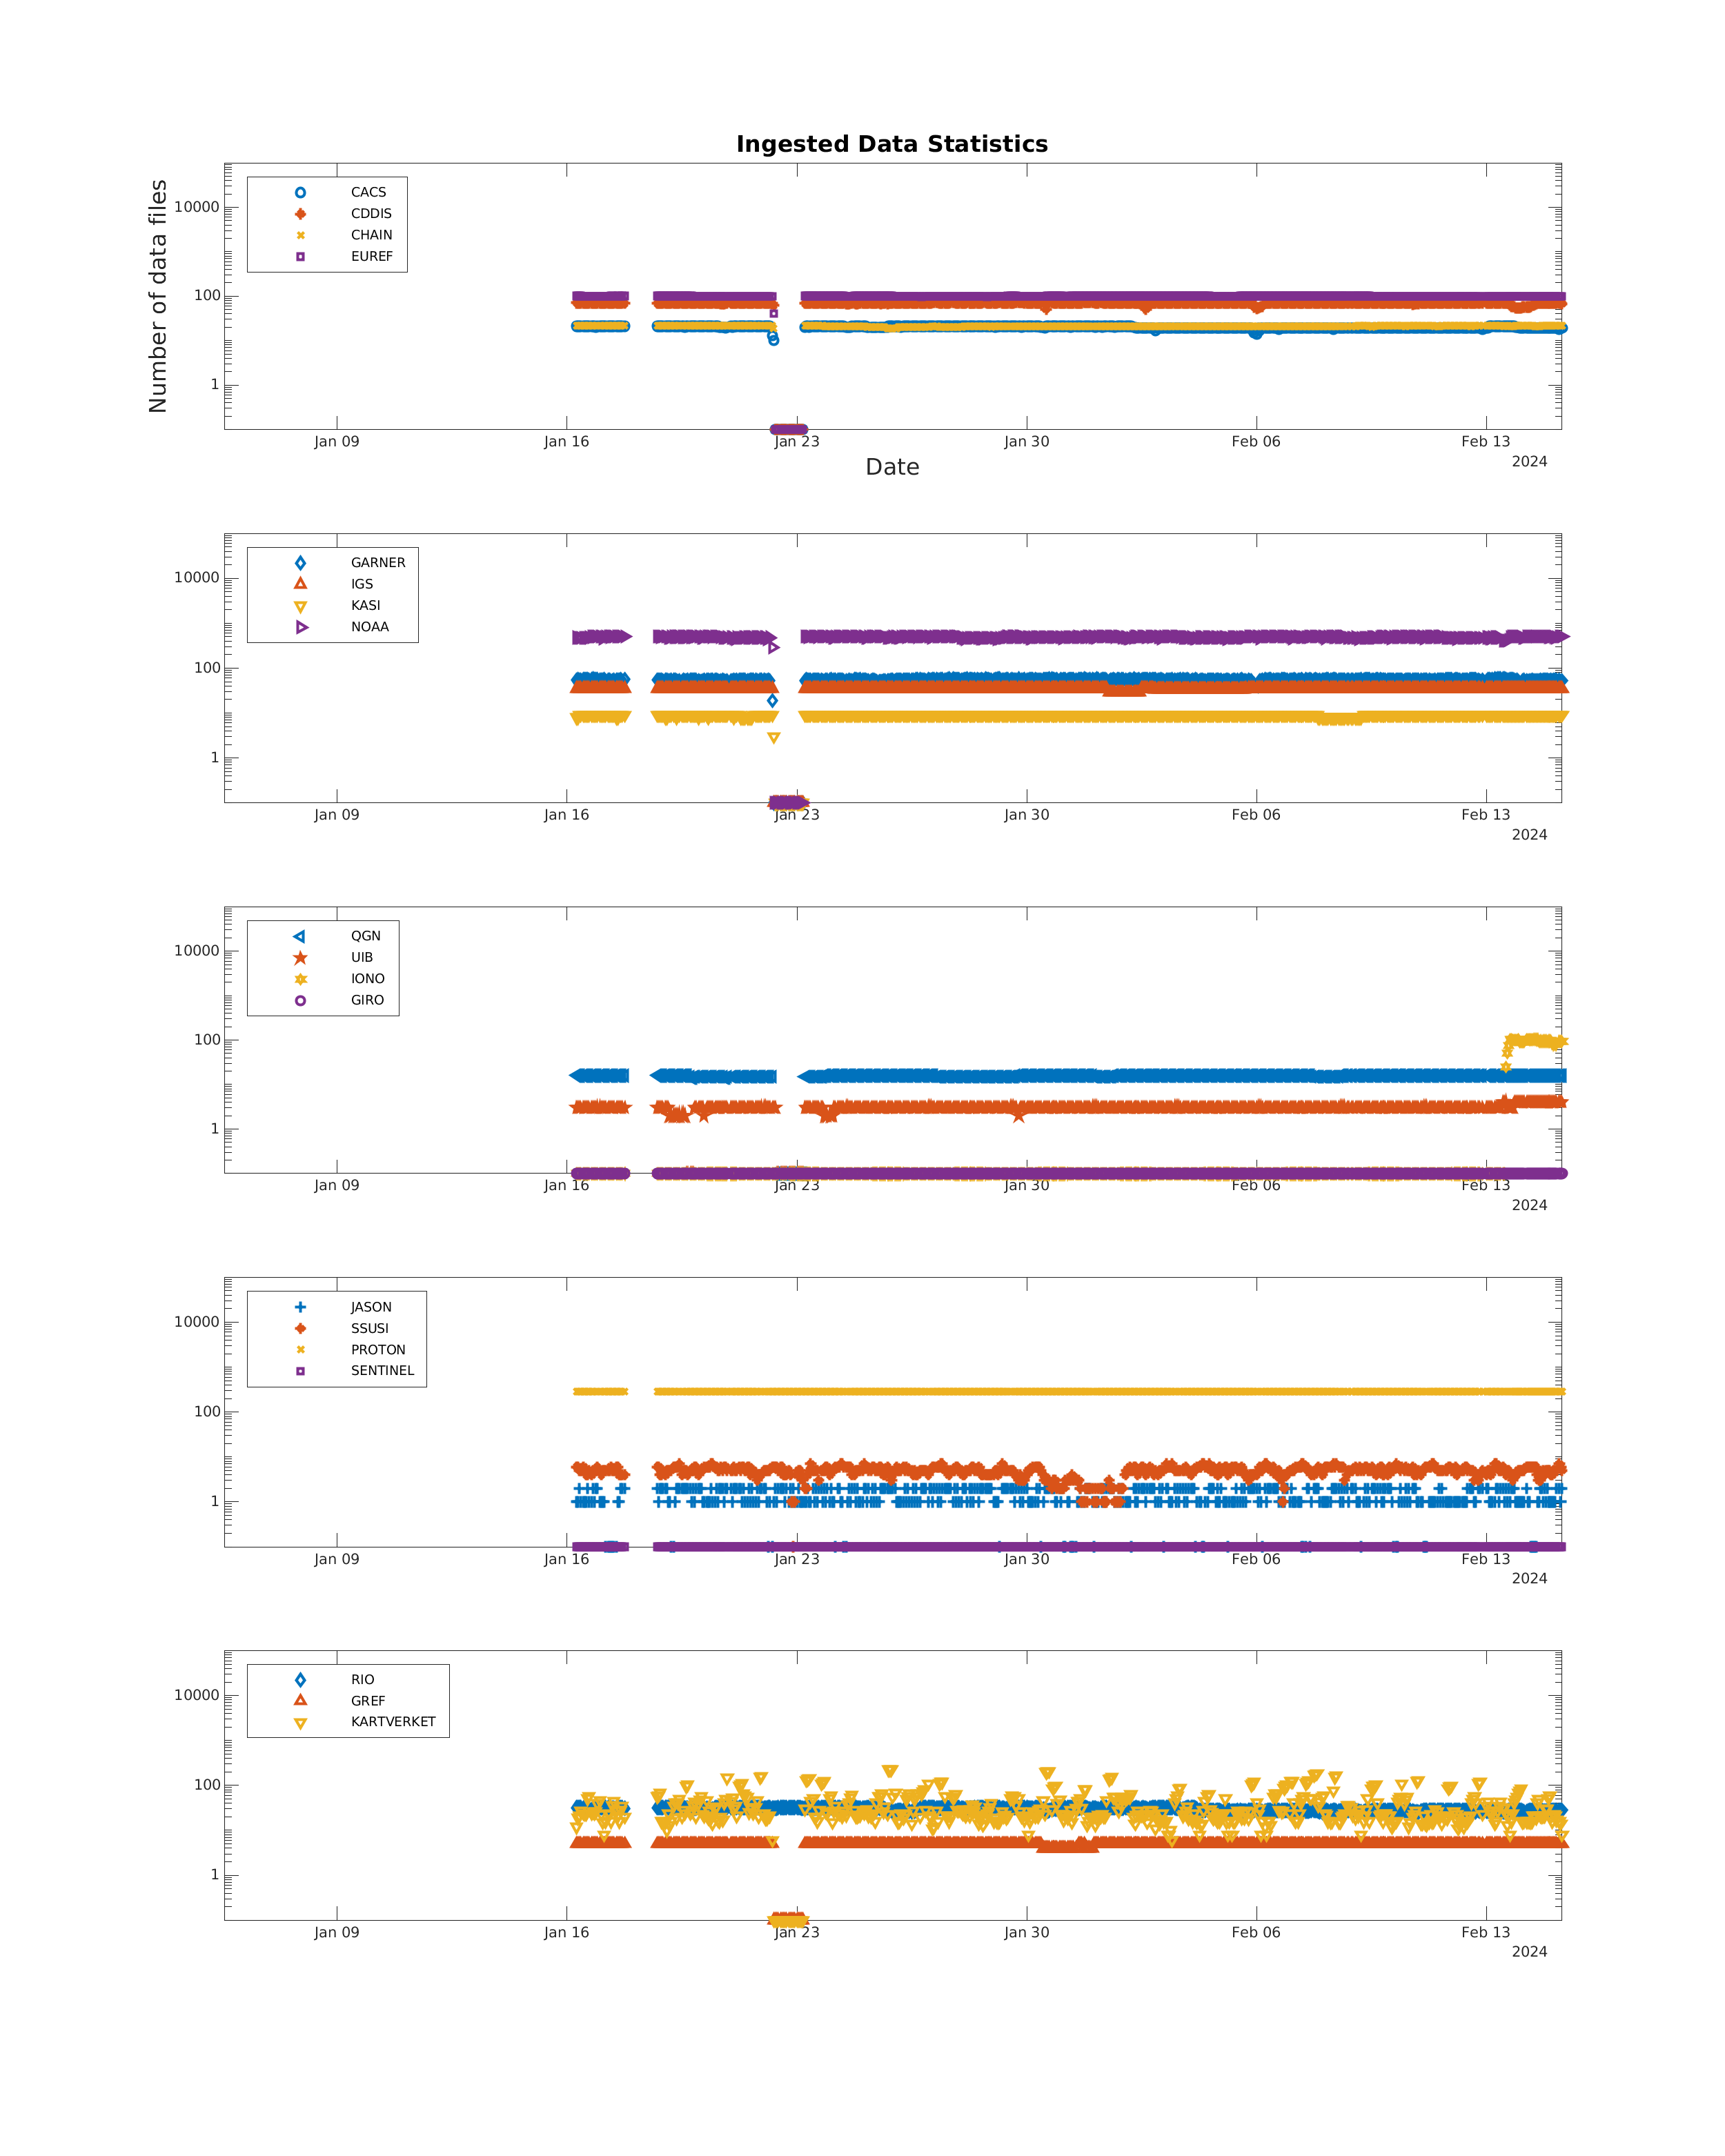 Ingested Data Statistics
Number of data files
10000
100
1
CACS
CDDIS
CHAIN
EUREF
Jan 09 Jan 16 Jan 23 Jan 30 Feb 06 Feb 13
2024
Date
10000
100
1
GARNER
IGS
KASI
NOAA
Jan 09 Jan 16 Jan 23 Jan 30 Feb 06 Feb 13
2024
10000
100
1
QGN
UIB
IONO
GIRO
Jan 09 Jan 16 Jan 23 Jan 30 Feb 06 Feb 13
2024
10000
100
1
JASON
SSUSI
PROTON
SENTINEL
Jan 09 Jan 16 Jan 23 Jan 30 Feb 06 Feb 13
2024
10000
100
1
RIO
GREF
KARTVERKET
Jan 09 Jan 16 Jan 23 Jan 30 Feb 06 Feb 13
2024